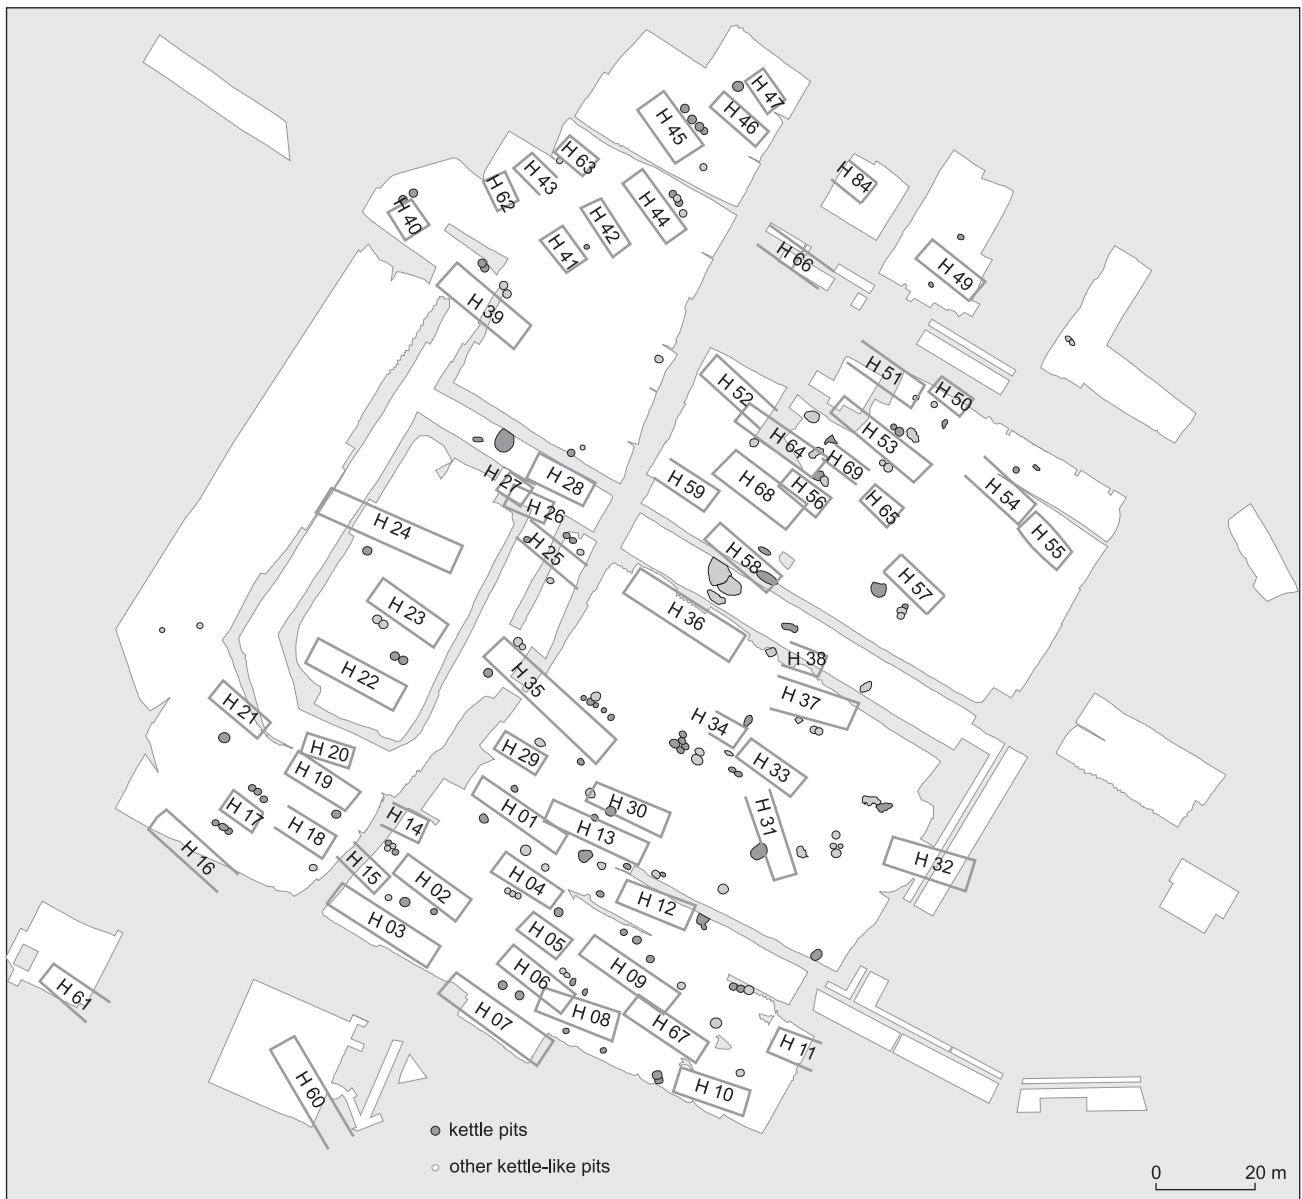 H 47
H 46
H 45
H 63
H 43
H 62
H 84
H 44
H 40
H 42
H 41
H 66
H 49
H 39
H 51
H 52
H 50
H 53
H 64
H 69
H 27
H 28
H 59
H 68
H 56
H 65
H 54
H 26
H 24
H 25
H 55
H 58
H 57
H 23
H 36
H 38
H 22
H 35
H 37
H 21
H 34
H 20
H 29
H 33
H 19
H 30
H 01
H 17
H 14
H 13
H 31
H 18
H 16
H 15
H 02
H 04
H 32
H 12
H 03
H 05
H 06
H 09
H 61
H 07
H 08
H 67
H 11
H 60
H 10
kettle pits
other kettle-like pits
0 20 m